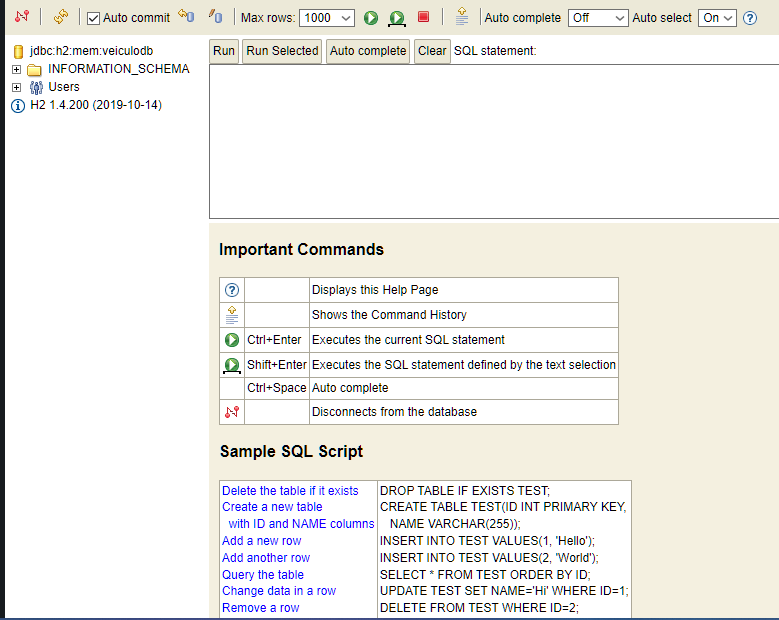 Auto commit Max rows: 1000 Auto complete Off Auto select On
jdbc:h2:mem:veiculodb
INFORMATION_SCHEMA
Users
H2 1.4.200 (2019-10-14)
Run Run Selected Auto complete Clear SQL statement:
Important Commands
Displays this Help Page
Shows the Command History
Ctrl+Enter Executes the current SQL statement
Shift+Enter Executes the SQL statement defined by the text selection
Ctrl+Space Auto complete
Disconnects from the database
Sample SQL Script
Delete the table if it exists DROP TABLE IF EXISTS TEST;
Create a new table CREATE TABLE TEST(ID INT PRIMARY KEY,
with ID and NAME columns NAME VARCHAR(255));
Add a new row INSERT INTO TEST VALUES(1, 'Hello');
Add another row INSERT INTO TEST VALUES(2, 'World');
Query the table SELECT * FROM TEST ORDER BY ID;
Change data in a row UPDATE TEST SET NAME='Hi' WHERE ID=1;
Remove a row DELETE FROM TEST WHERE ID=2;